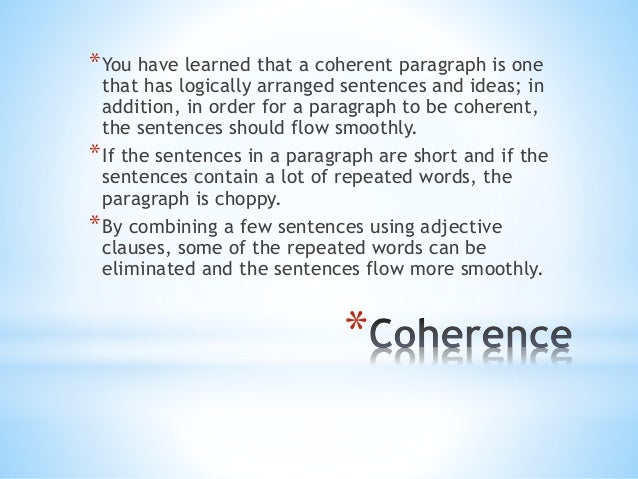 *You have learned that a coherent paragraph is one
that has logically arranged sentences and ideas; in
addition, in order for a paragraph to be coherent,
the sentences should flow smoothly.
*If the sentences in a paragraph are short and if the
sentences contain a lot of repeated words, the
paragraph is choppy.
*By combining a few sentences using adjective
clauses, some of the repeated words can be
eliminated and the sentences flow more smoothly.
*Coherence